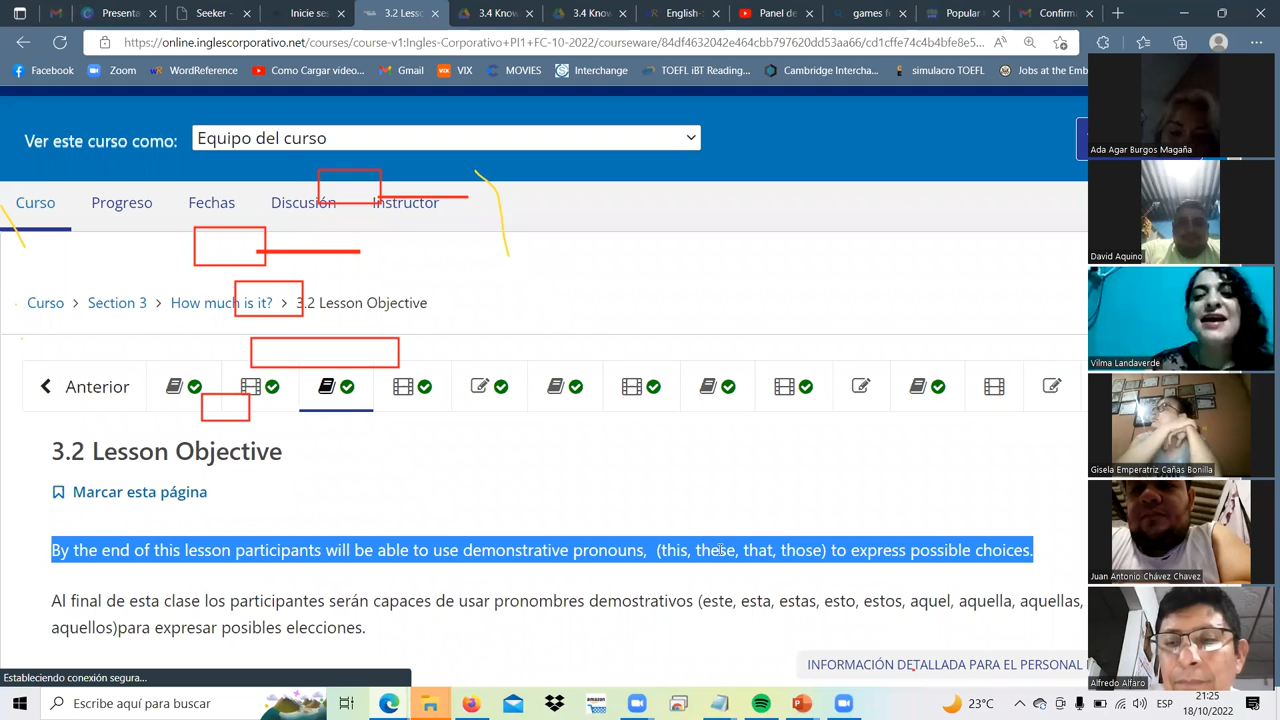 Presenta
Seeker -
Inicie ses
3.2 Less
3.4 Know
3.4 Know
English-
Panel de
games f
Popular
Confirma
https://online.inglescorporativo.net/courses/course-v1:Ingles-Corporativo+PI1+FC-10-2022/courseware/84df4632042e464cbb797620dd53aa66/cd1cffe74c4b4bfe8e5...
Facebook
Zoom
WordReference
Como Cargar video...
Gmail
VIX
MOVIES
Interchange
TOEFL iBT Reading...
Cambridge Intercha...
simulacro TOEFL
Jobs at the Emb
Ver este curso como:
Equipo del curso
Curso
Progreso
Fechas
Discusión
Instructor
Curso > Section 3 > How much is it? > 3.2 Lesson Objective
Anterior
3.2 Lesson Objective
Marcar esta página
By the end of this lesson participants will be able to use demonstrative pronouns, (this, these, that, those) to express possible choices.
Al final de esta clase los participantes serán capaces de usar pronombres demostrativos (este, esta, estas, esto, estos, aquel, aquella, aquellas,
aquellos)para expresar posibles elecciones.
INFORMACIÓN DETALLADA PARA EL PERSONAL
Estableciendo conexión segura...
Ada Agar Burgos Magaña
David Aquino
Vilma Landaverde
Gisela Emperatriz Cañas Bonilla
Juan Antonio Chávez Chavez
Alfredo Alfaro
Escribe aquí para buscar
amazon
23°C
ESP
21:25
18/10/2022